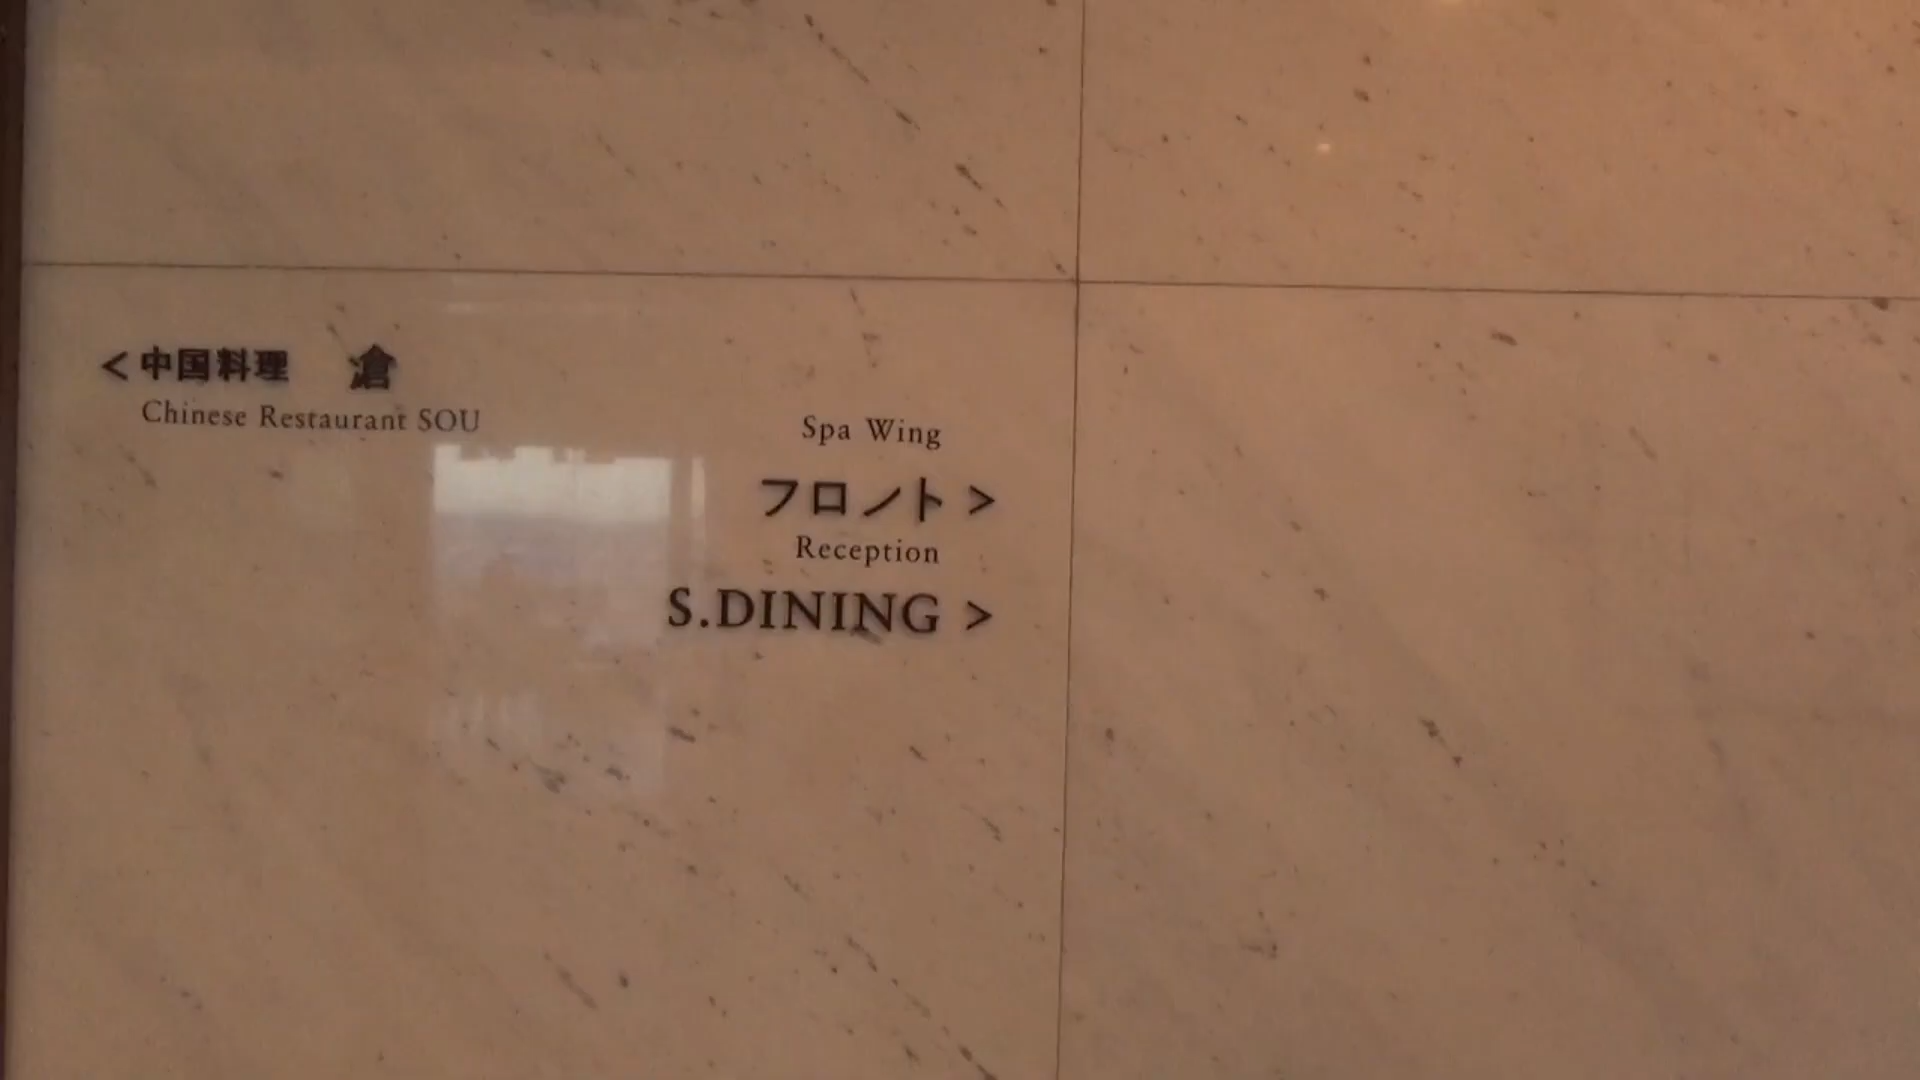 < 中国料理 倉
Chinese Restaurant SOU
Spa Wing
フロント >
Reception
S.DINING >